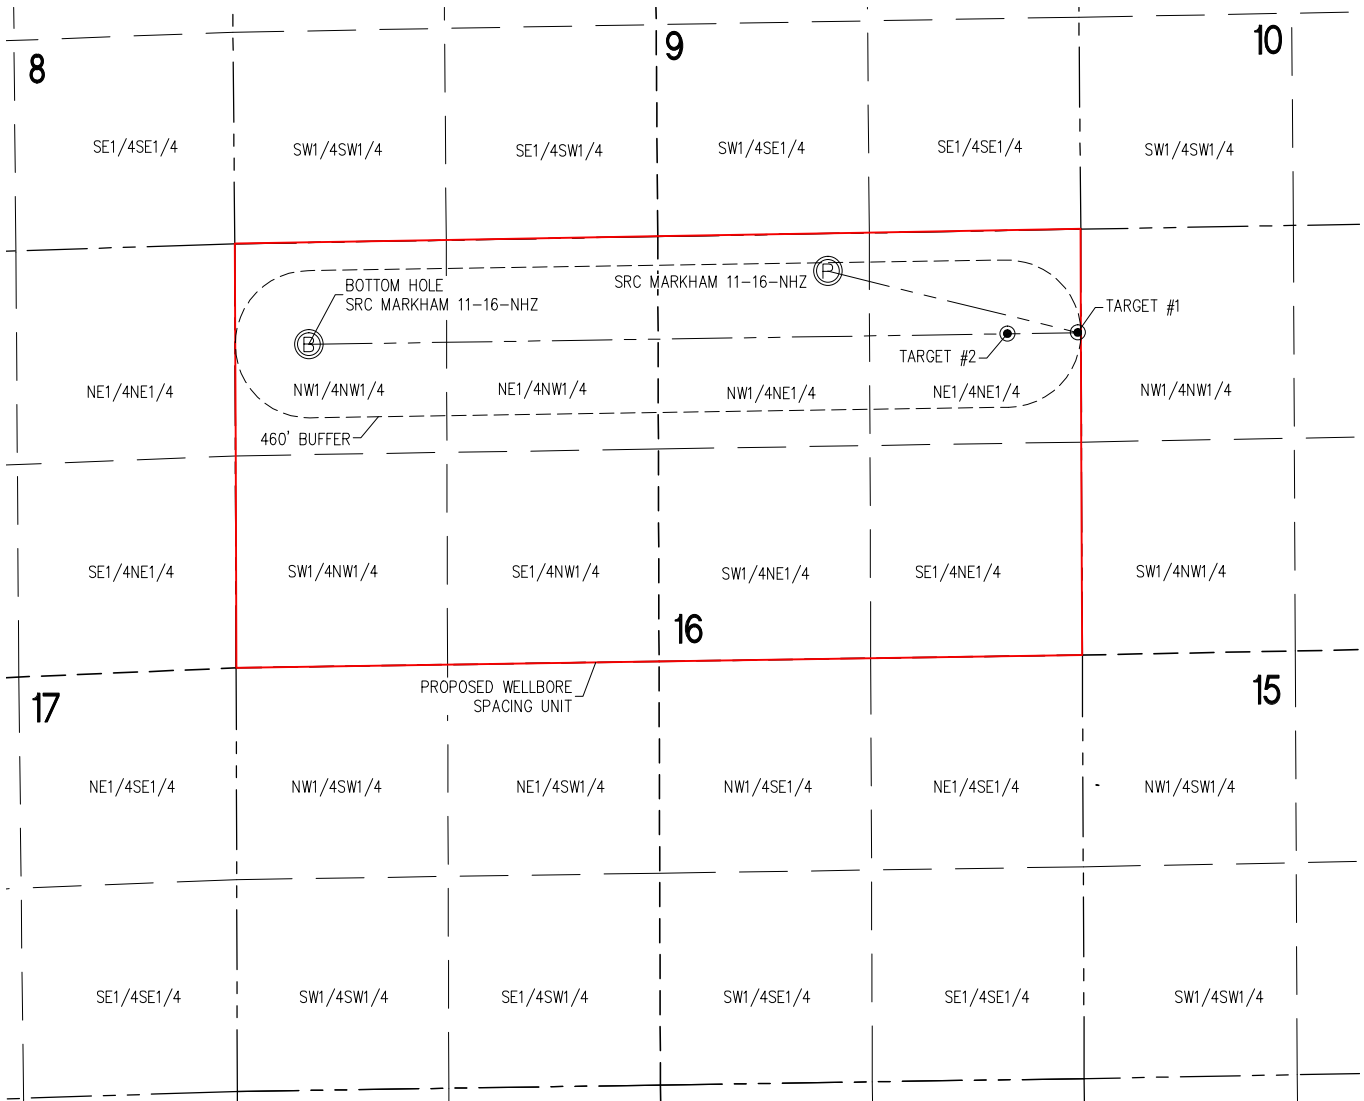 8
9
10
SE1/4SE1/4
SW1/4SW1/4
SE1/4SW1/4
SW1/4SE1/4
SE1/4SE1/4
SW1/4SW1/4
BOTTOM HOLE
SRC MARKHAM 11-16-NHZ
SRC MARKHAM 11-16-NHZ
P
TARGET #1
B
TARGET #2
NE1/4NE1/4
NW1/4NW1/4
NE1/4NW1/4
NW1/4NE1/4
NE1/4NE1/4
NW1/4NW1/4
460' BUFFER
SE1/4NE1/4
SW1/4NW1/4
SE1/4NW1/4
SW1/4NE1/4
SE1/4NE1/4
SW1/4NW1/4
16
PROPOSED WELLBORE
SPACING UNIT
17
15
NE1/4SE1/4
NW1/4SW1/4
NE1/4SW1/4
NW1/4SE1/4
NE1/4SE1/4
NW1/4SW1/4
SE1/4SE1/4
SW1/4SW1/4
SE1/4SW1/4
SW1/4SE1/4
SE1/4SE1/4
SW1/4SW1/4